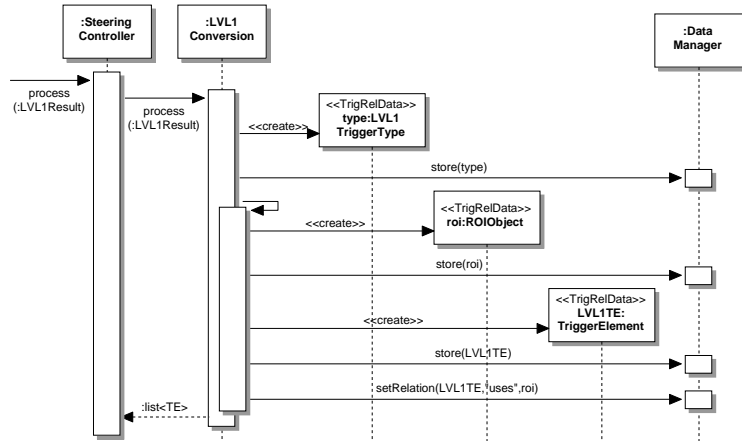 :Steering
Controller
:LVL1
Conversion
:Data
Manager
process
(:LVL1Result)
process
(:LVL1Result)
<<create>>
<<TrigRelData>>
type:LVL1
TriggerType
store(type)
<<create>>
<<TrigRelData>>
roi:ROIObject
store(roi)
<<create>>
<<TrigRelData>>
LVL1TE:
TriggerElement
store(LVL1TE)
setRelation(LVL1TE,"uses",roi)
:list<TE>